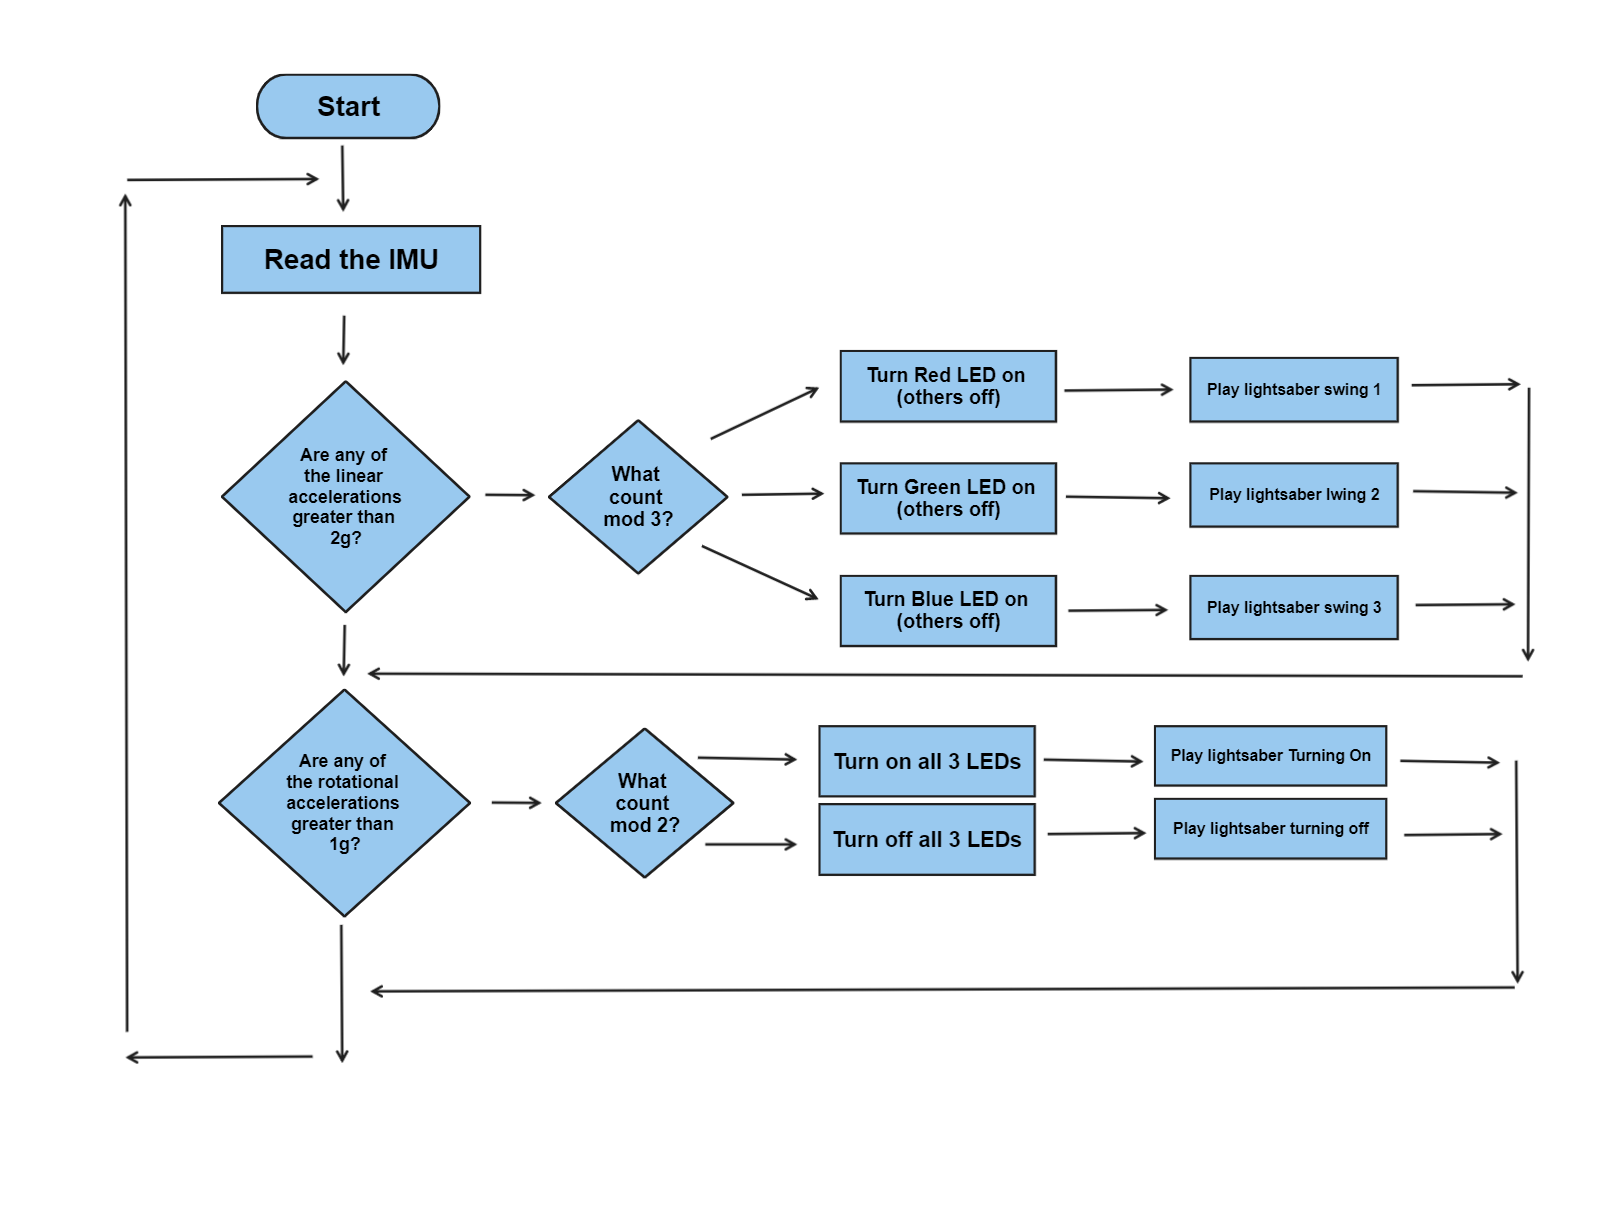 Start
Read the IMU
Are any of
the linear
accelerations
greater than
2g?
What
count
mod 3?
Turn Red LED on
(others off)
Play lightsaber swing 1
Turn Green LED on
(others off)
Play lightsaber lwing 2
Turn Blue LED on
(others off)
Play lightsaber swing 3
Are any of
the rotational
accelerations
greater than
1g?
What
count
mod 2?
Turn on all 3 LEDs
Play lightsaber Turning On
Turn off all 3 LEDs
Play lightsaber turning off